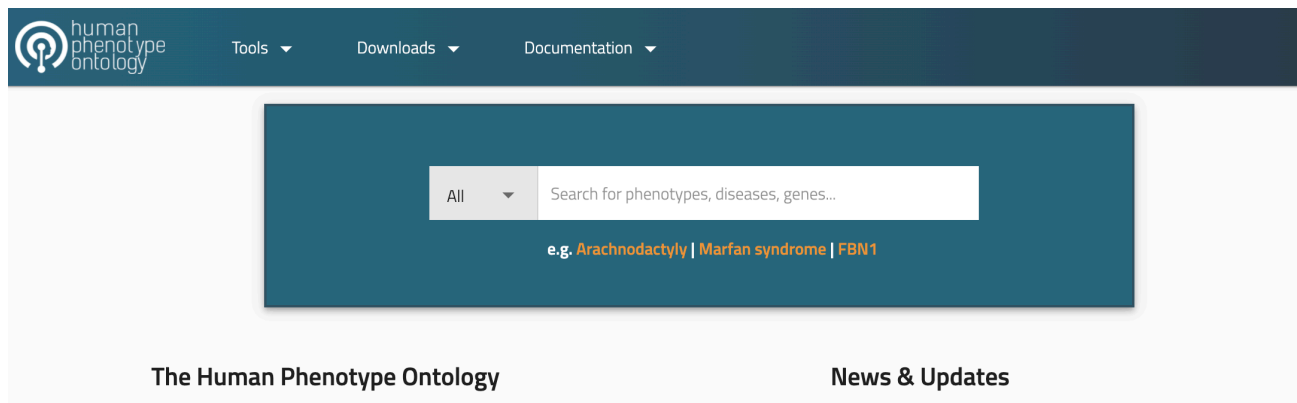 human
phenotype
ontology
Tools
Downloads
Documentation
All
Search for phenotypes, diseases, genes...
e.g. Arachnodactyly | Marfan syndrome | FBN1
The Human Phenotype Ontology
News & Updates